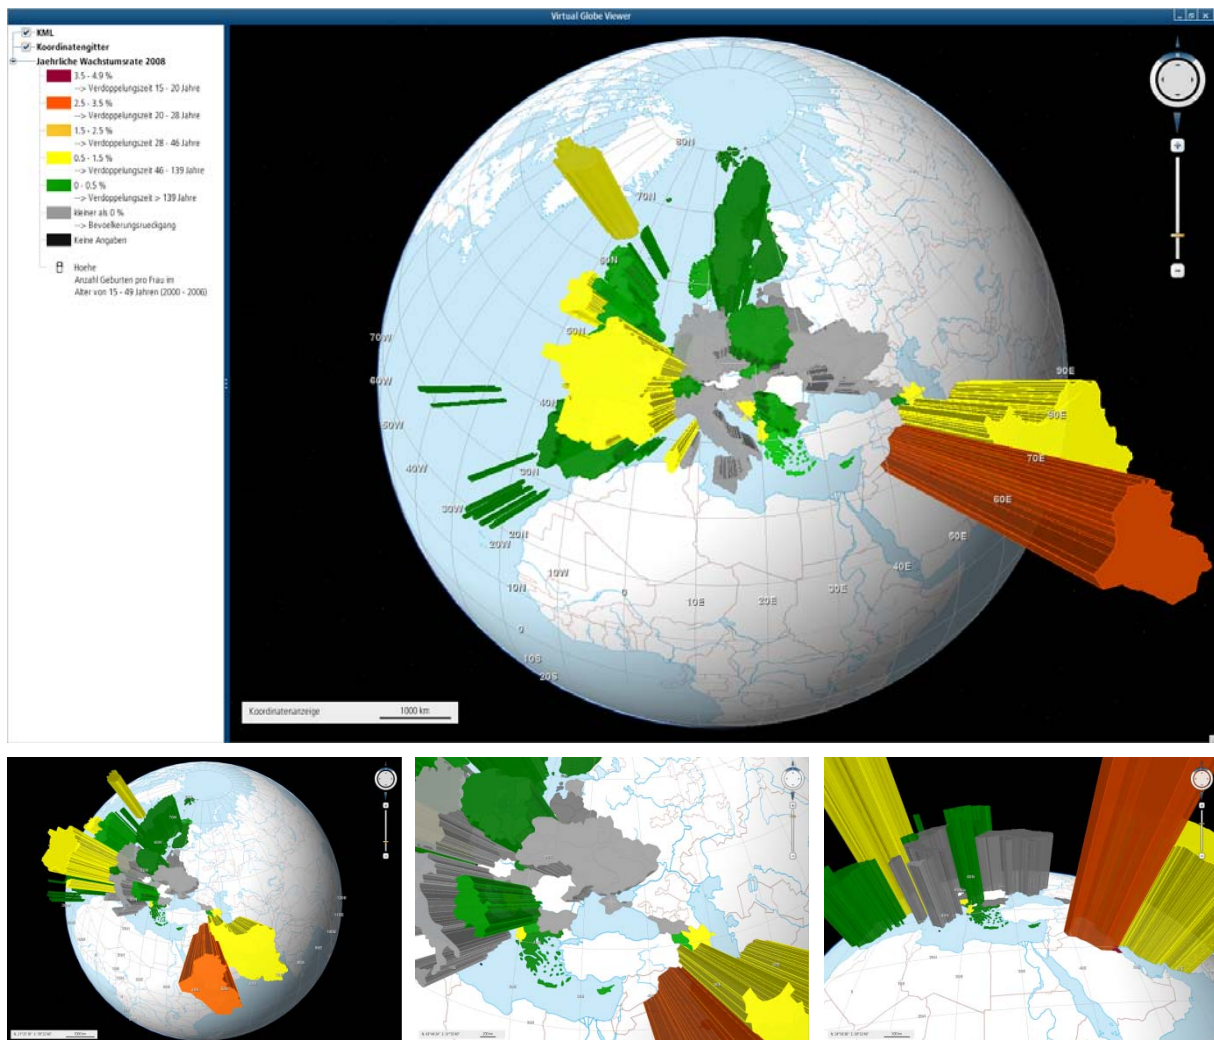 Virtual Globe Viewer
KML
Koordinatengitter
Jaehrliche Wachstumsrate 2008
3.5 - 4.9 %
--> Verdoppelungszeit 15 - 20 Jahre
2.5 - 3.5 %
--> Verdoppelungszeit 20 - 28 Jahre
1.5 - 2.5 %
--> Verdoppelungszeit 28 - 46 Jahre
0.5 - 1.5 %
--> Verdoppelungszeit 46 - 139 Jahre
0 - 0.5 %
--> Verdoppelungszeit > 139 Jahre
kleiner als 0 %
--> Bevoelkerungsrueckgang
Keine Angaben
Hoehe
Anzahl Geburten pro Frau im
Alter von 15 - 49 Jahren (2000 - 2006)
80N
70N
60N
50N
40N
30N
20N
10N
0
10S
20S
70W
60W
50W
40W
30W
20W
10W
0
10E
20E
30E
40E
50E
60E
70E
80E
90E
Koordinatenanzeige
1000 km